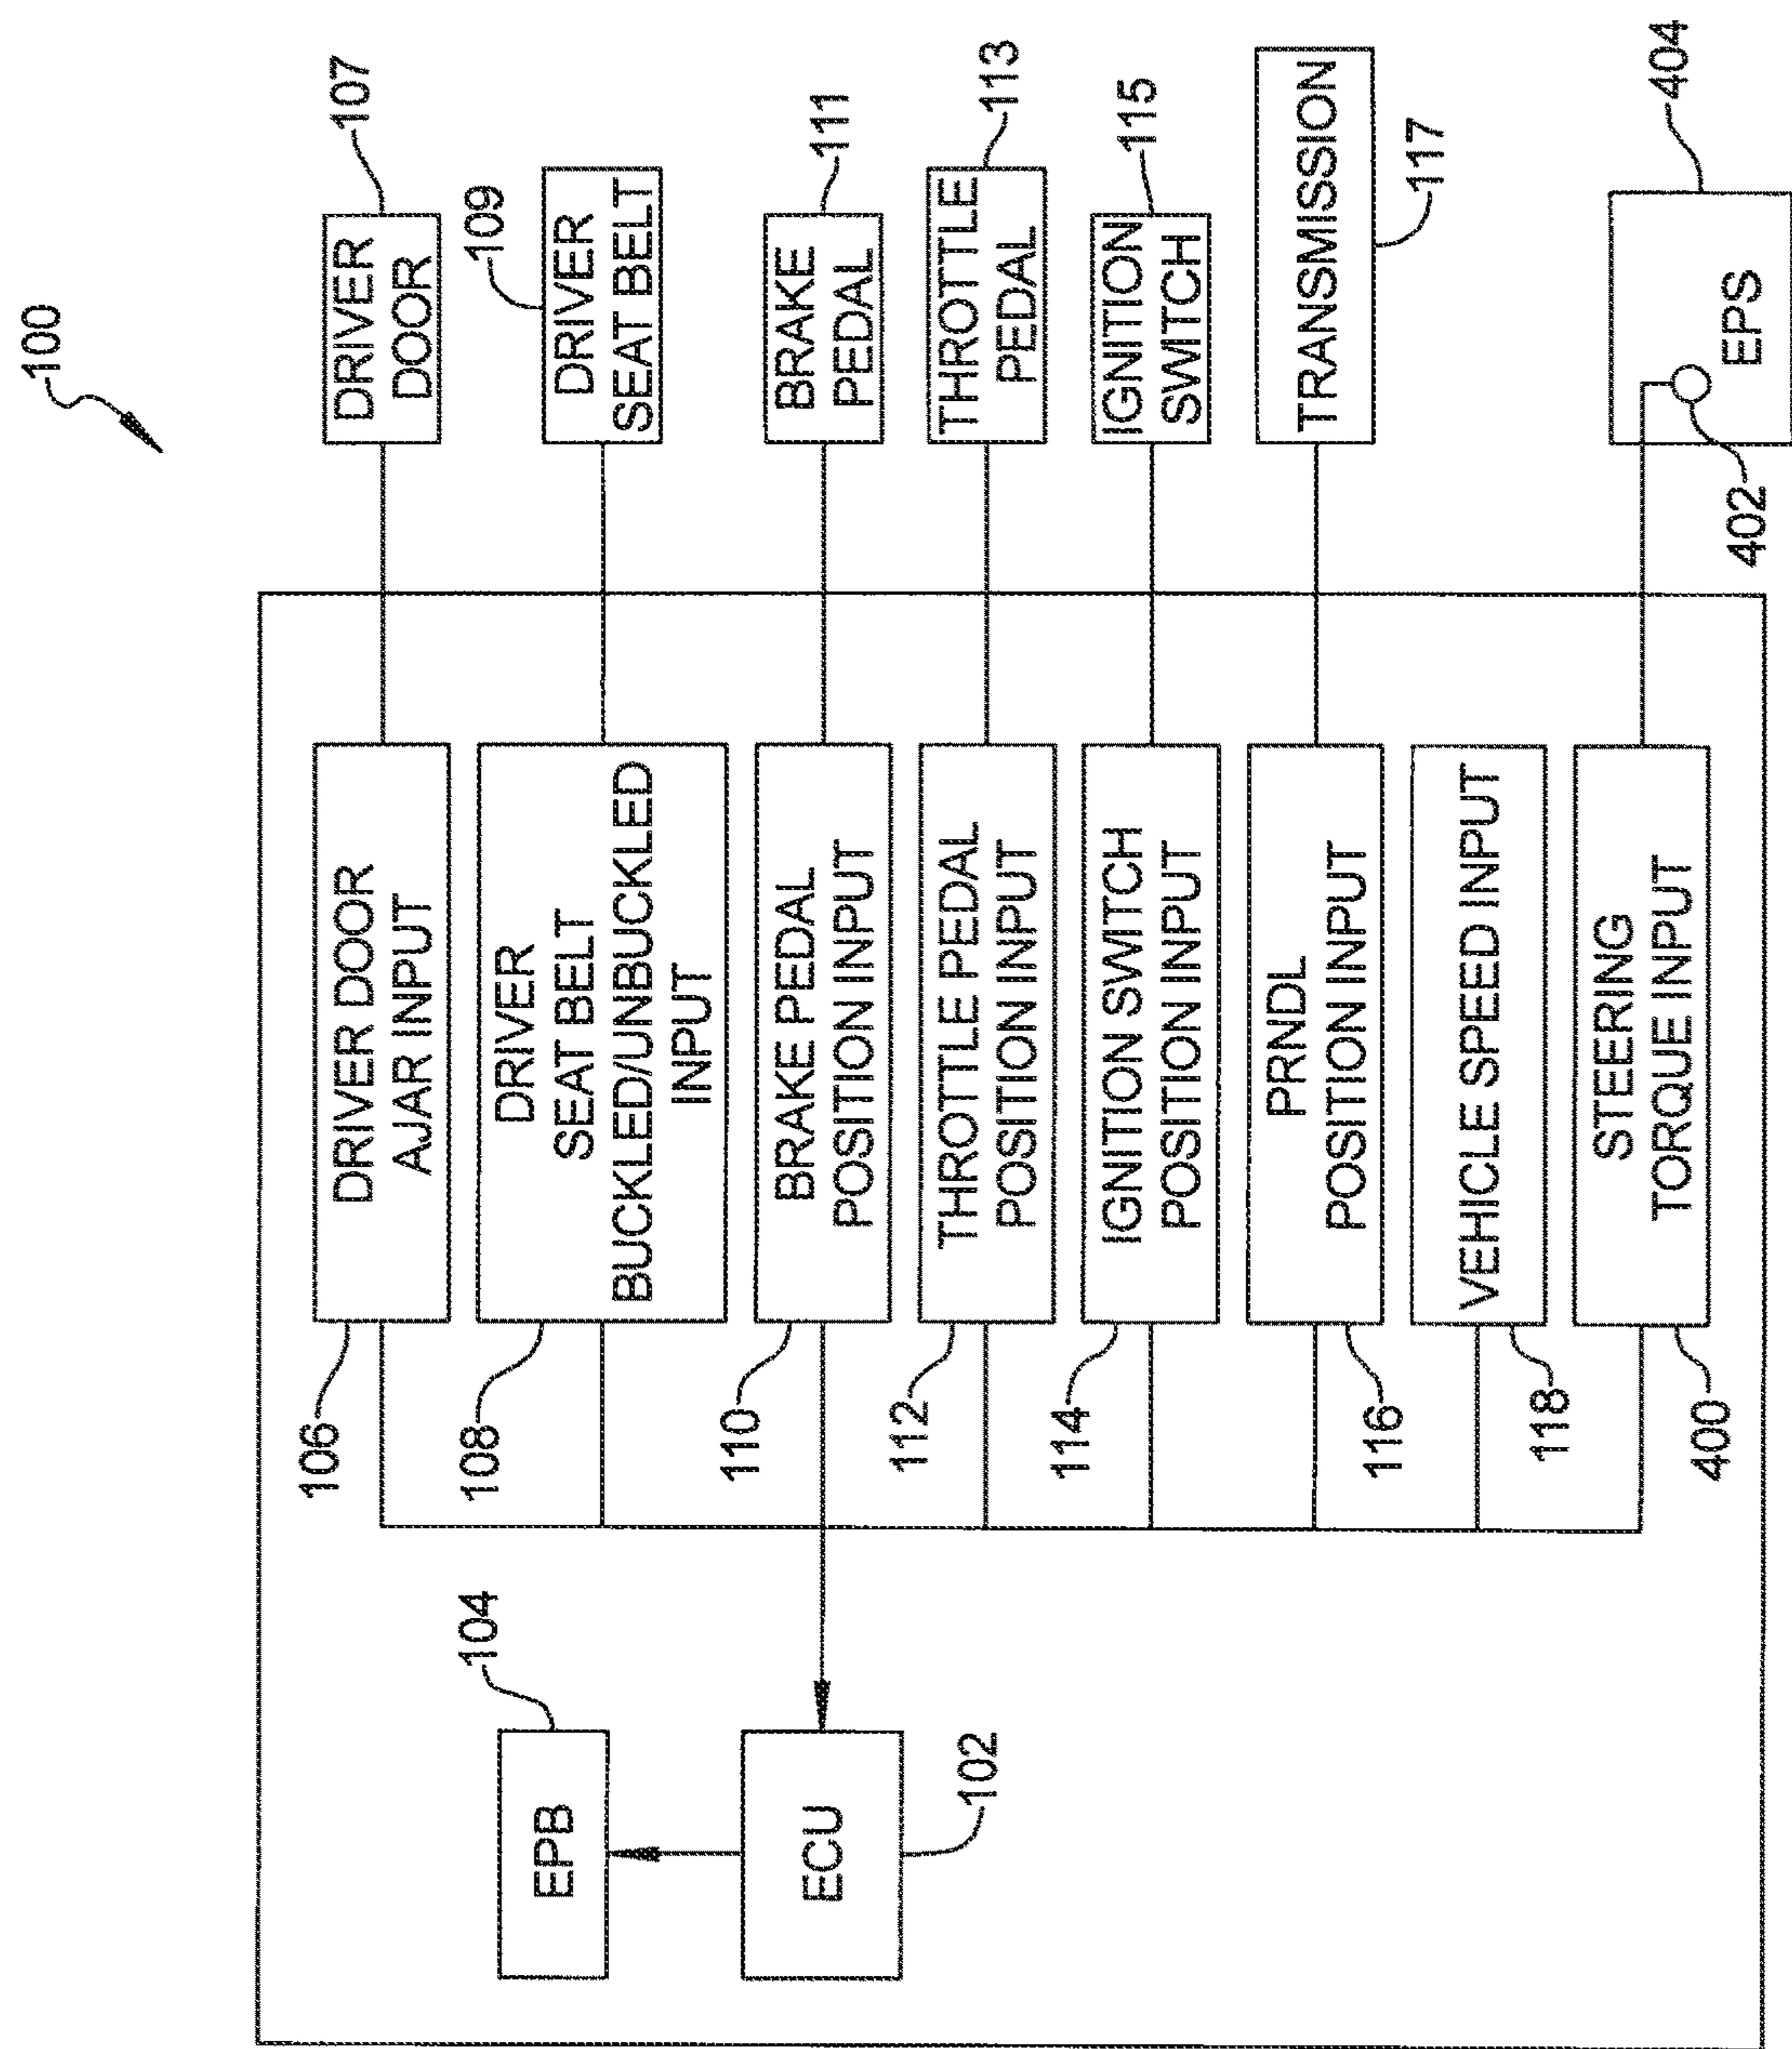 100
DRIVER
DOOR
107
109
DRIVER
SEAT BELT
BRAKE
PEDAL
111
THROTTLE
PEDAL
113
IGNITION
SWITCH
115
TRANSMISSION
117
EPS
404
402
DRIVER DOOR
AJAR INPUT
106
DRIVER
SEAT BELT
BUCKLED/UNBUCKLED
INPUT
108
BRAKE PEDAL
POSITION INPUT
110
THROTTLE PEDAL
POSITION INPUT
112
IGNITION SWITCH
POSITION INPUT
114
PRNDL
POSITION INPUT
116
VEHICLE SPEED INPUT
118
STEERING
TORQUE INPUT
400
EPB
104
ECU
102